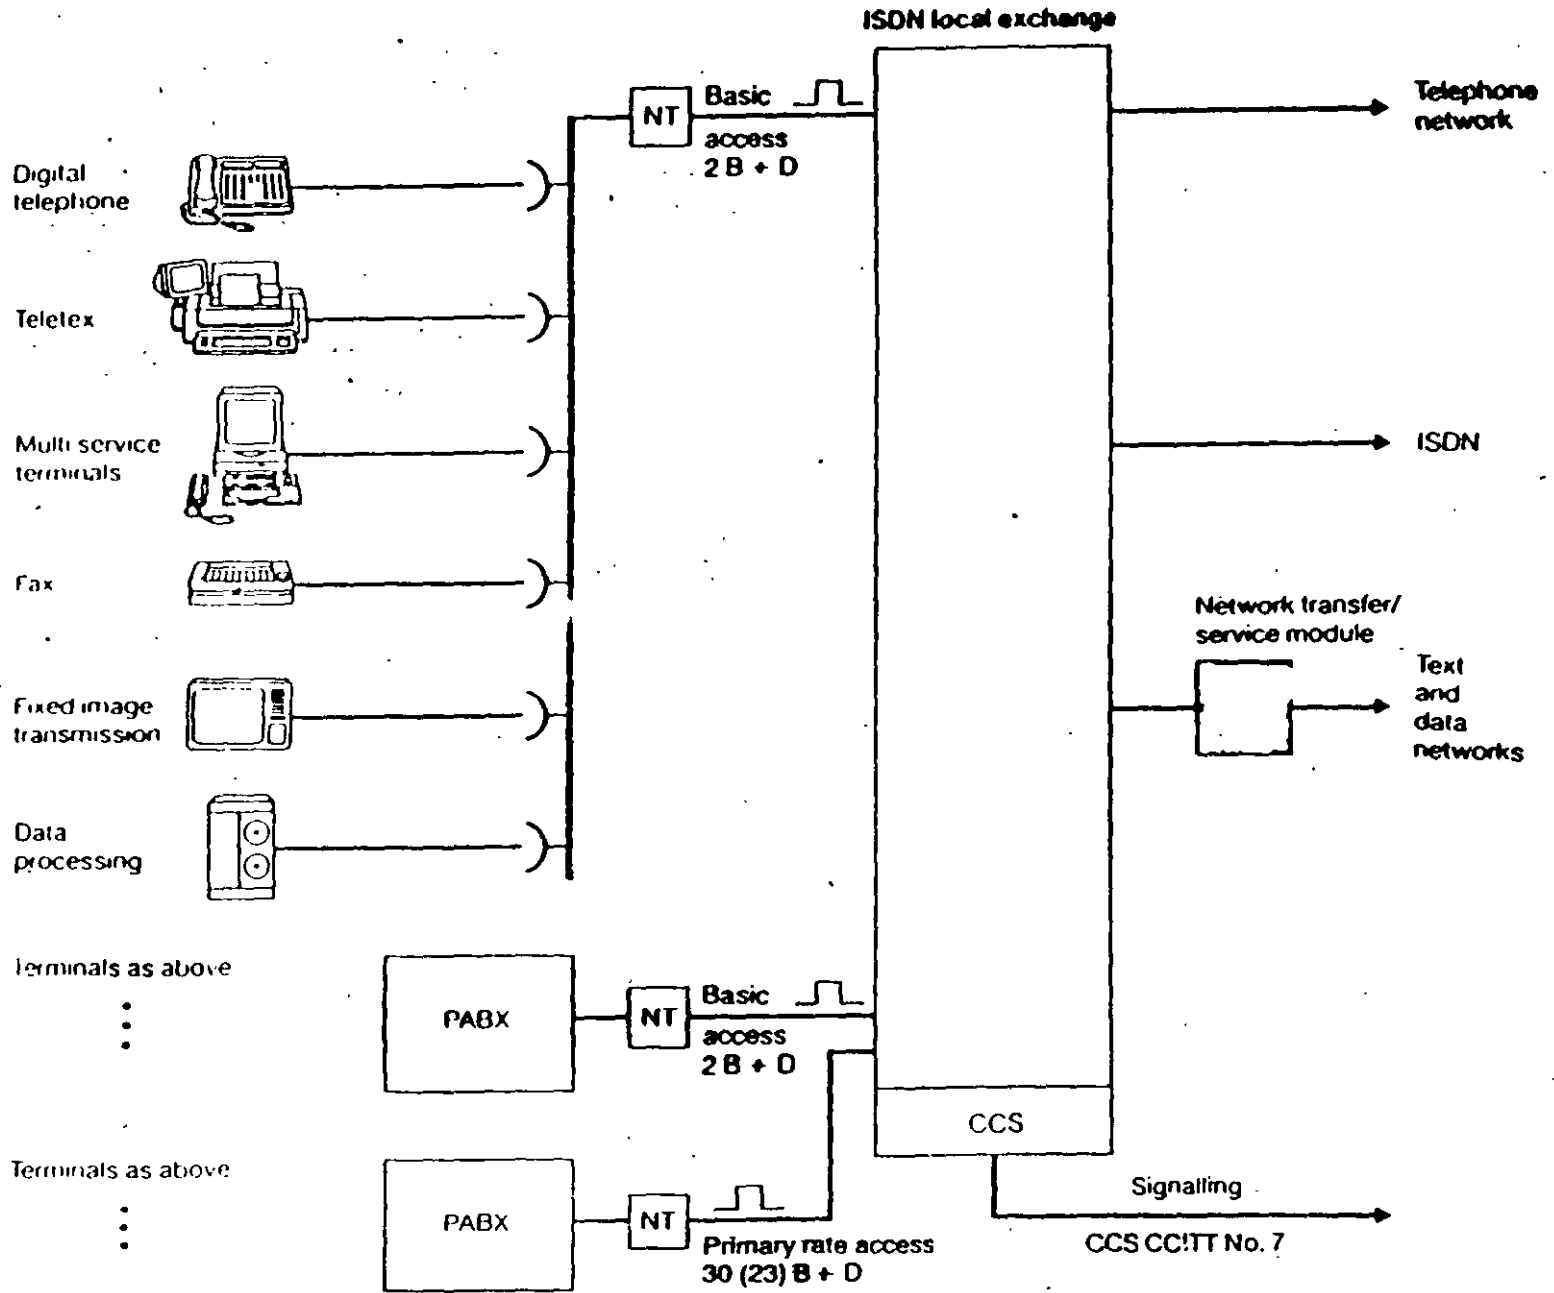 ISDN local exchange
NT
Basic
access
2 B + D
Telephone
network
Digital
telephone
Teletex
Multi service
terminals
ISDN
Fax
Network transfer/
service module
Text
and
data
networks
Fixed image
transmission
Data
processing
Terminals as above
PABX
NT
Basic
access
2 B + D
CCS
Terminals as above
PABX
NT
Primary rate access
30 (23) B + D
Signalling
CCS CCITT No. 7